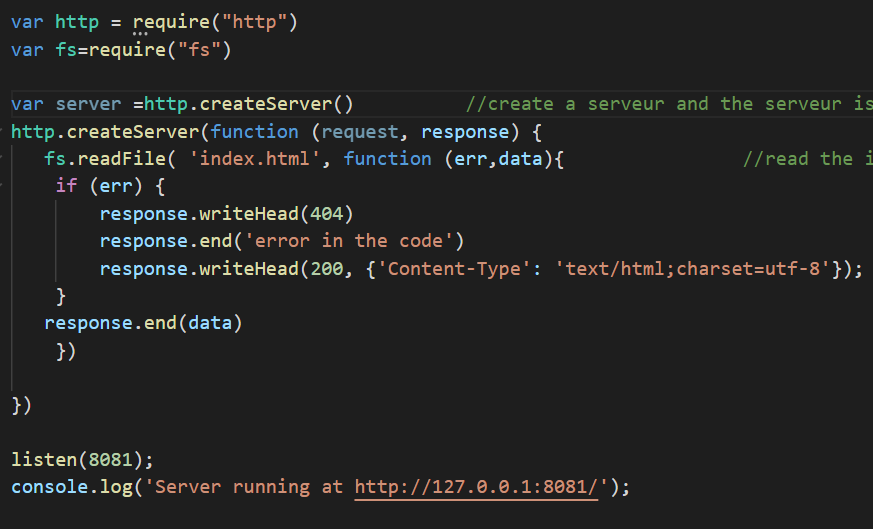 var http = require("http")
var fs=require("fs")
var server =http.createServer()          //create a serveur and the serveur is
http.createServer(function (request, response) {
   fs.readFile( 'index.html', function (err,data){                //read the i
    if (err) {
        response.writeHead(404)
        response.end('error in the code')
        response.writeHead(200, {'Content-Type': 'text/html;charset=utf-8'});
    }
   response.end(data)
    })
})
listen(8081);
console.log('Server running at http://127.0.0.1:8081/');